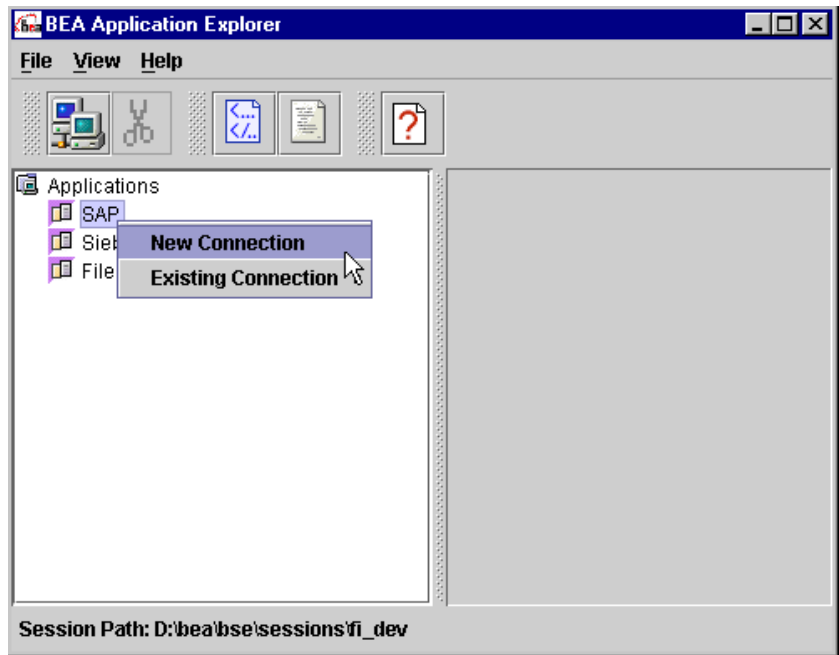 BEA Application Explorer
File View Help
<...
</..
?
Applications
SAP
New Connection
File
Existing Connection
Session Path: D:\bea\bse\sessions\fi_dev